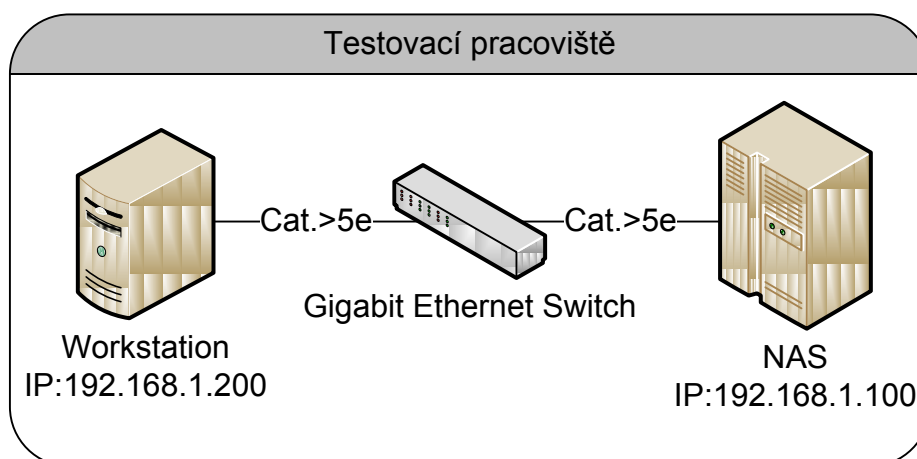 Testovací pracoviště
Cat.>5e
Cat.>5e
Gigabit Ethernet Switch
Workstation
IP:192.168.1.200
NAS
IP:192.168.1.100